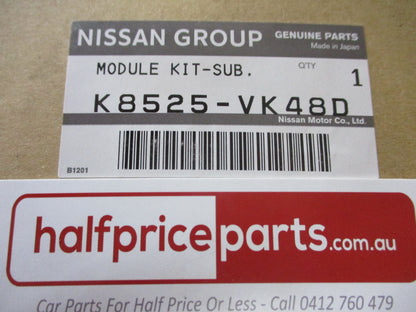 NISSAN GROUP GENUINE PARTS
Made in Japan
MODULE KIT-SUB. QTY 1
K8525-VK48D
Nissan Motor Co., Ltd.
B1201
halfpriceparts.com.au
Car Parts For Half Price Or Less - Call 0412 760 479